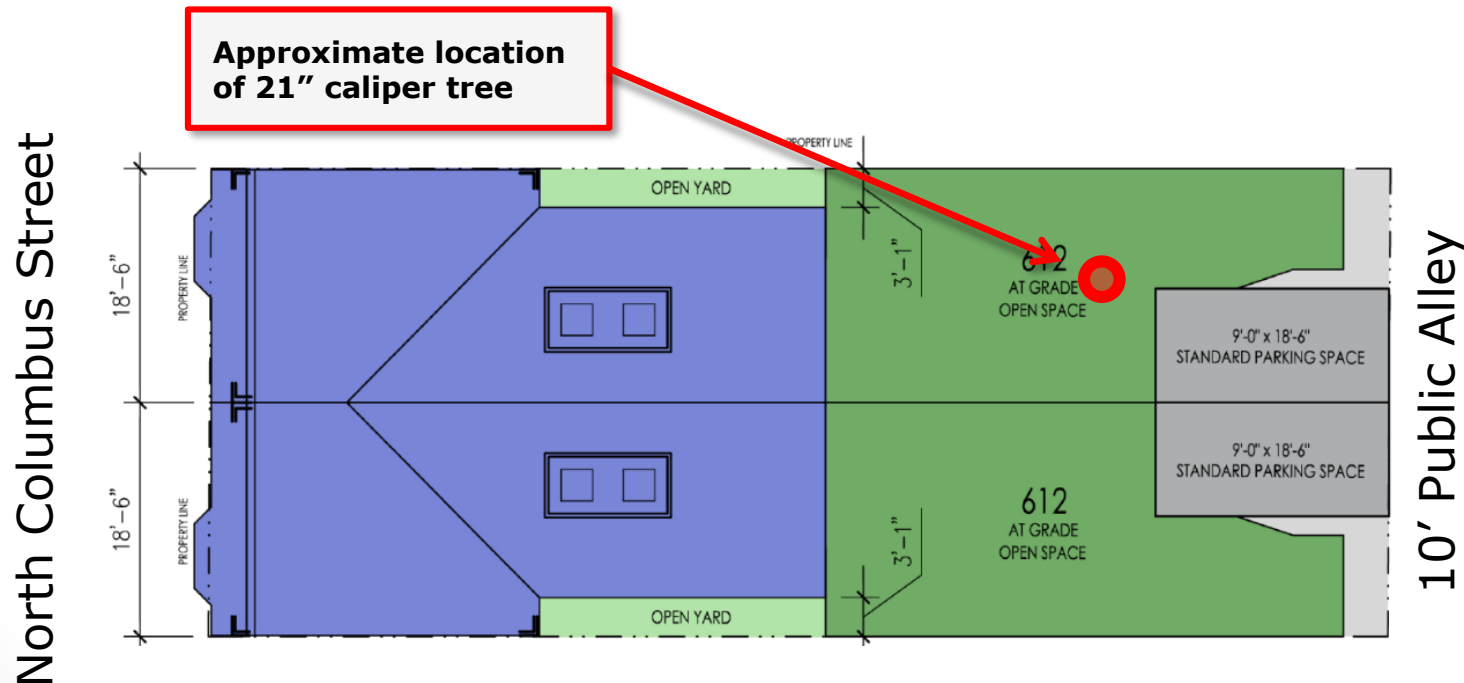 Approximate location
of 21” caliper tree
North Columbus Street
PROPERTY LINE
OPEN YARD
18'-6"
PROPERTY LINE
3'-1"
612
AT GRADE
OPEN SPACE
9'-0" x 18'-6"
STANDARD PARKING SPACE
10’ Public Alley
18'-6"
PROPERTY LINE
3'-1"
612
AT GRADE
OPEN SPACE
9'-0" x 18'-6"
STANDARD PARKING SPACE
OPEN YARD